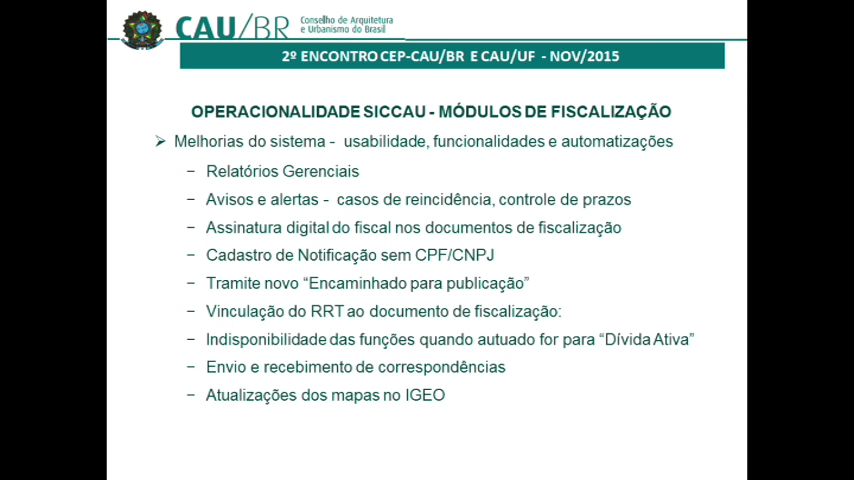 CAU/BR Conselho de Arquitetura
e Urbanismo do Brasil
2º ENCONTRO CEP-CAU/BR E CAU/UF - NOV/2015
OPERACIONALIDADE SICCAU - MÓDULOS DE FISCALIZAÇÃO
➢ Melhorias do sistema - usabilidade, funcionalidades e automatizações
− Relatórios Gerenciais
− Avisos e alertas - casos de reincidência, controle de prazos
− Assinatura digital do fiscal nos documentos de fiscalização
− Cadastro de Notificação sem CPF/CNPJ
− Tramite novo “Encaminhado para publicação”
− Vinculação do RRT ao documento de fiscalização:
− Indisponibilidade das funções quando autuado for para “Dívida Ativa”
− Envio e recebimento de correspondências
− Atualizações dos mapas no IGEO